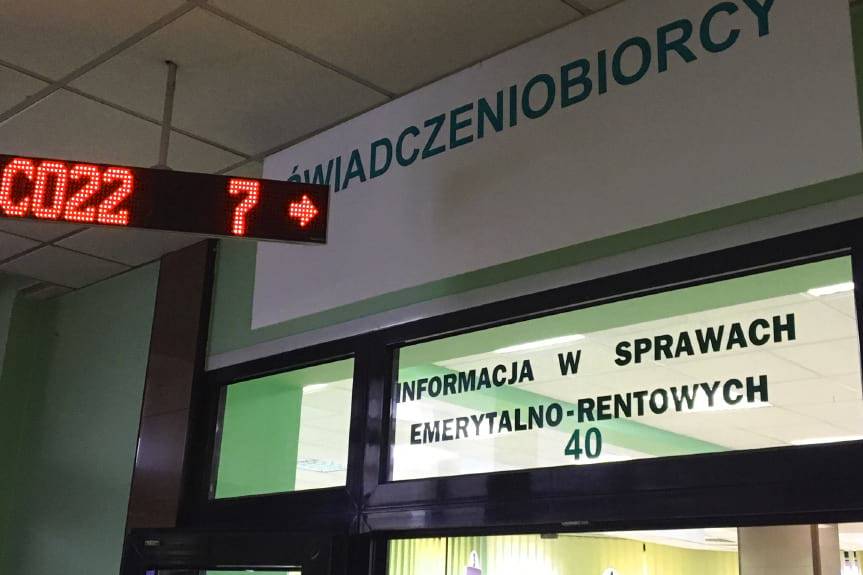 ŚWIADCZENIOBIORCY
C022 7 →
INFORMACJA W SPRAWACH
EMERYTALNO-RENTOWYCH
40